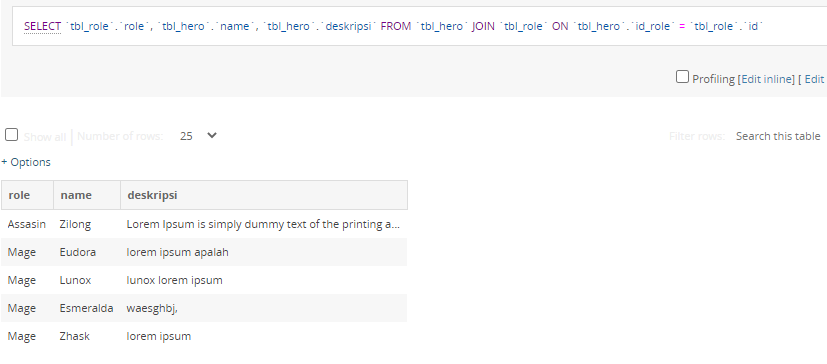 SELECT `tbl_role`.`role`, `tbl_hero`.`name`, `tbl_hero`.`deskripsi` FROM `tbl_hero` JOIN `tbl_role` ON `tbl_hero`.`id_role` = `tbl_role`.`id`
Profiling [Edit inline] [ Edit
Show all | Number of rows: 25 Filter rows: Search this table
+ Options
role name deskripsi
Assasin Zilong Lorem Ipsum is simply dummy text of the printing a...
Mage Eudora lorem ipsum apalah
Mage Lunox lunox lorem ipsum
Mage Esmeralda waesghbj,
Mage Zhask lorem ipsum